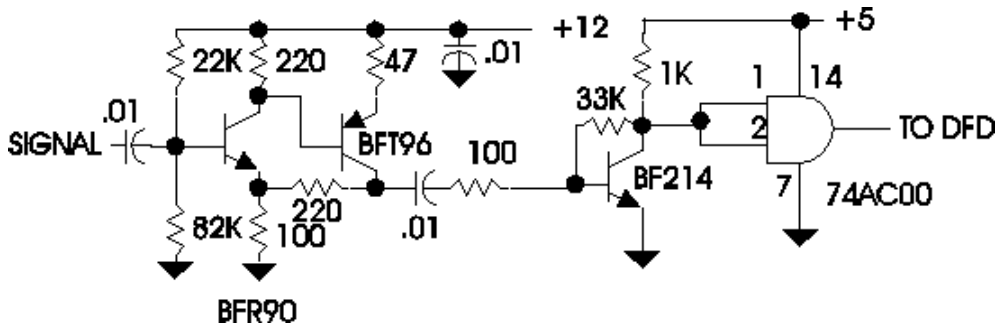 +12
+5
22K
220
47
.01
1K
1
14
.01
33K
2
SIGNAL
BFT96
100
TO DFD
BF214
7
74AC00
220
82K
100
.01
BFR90